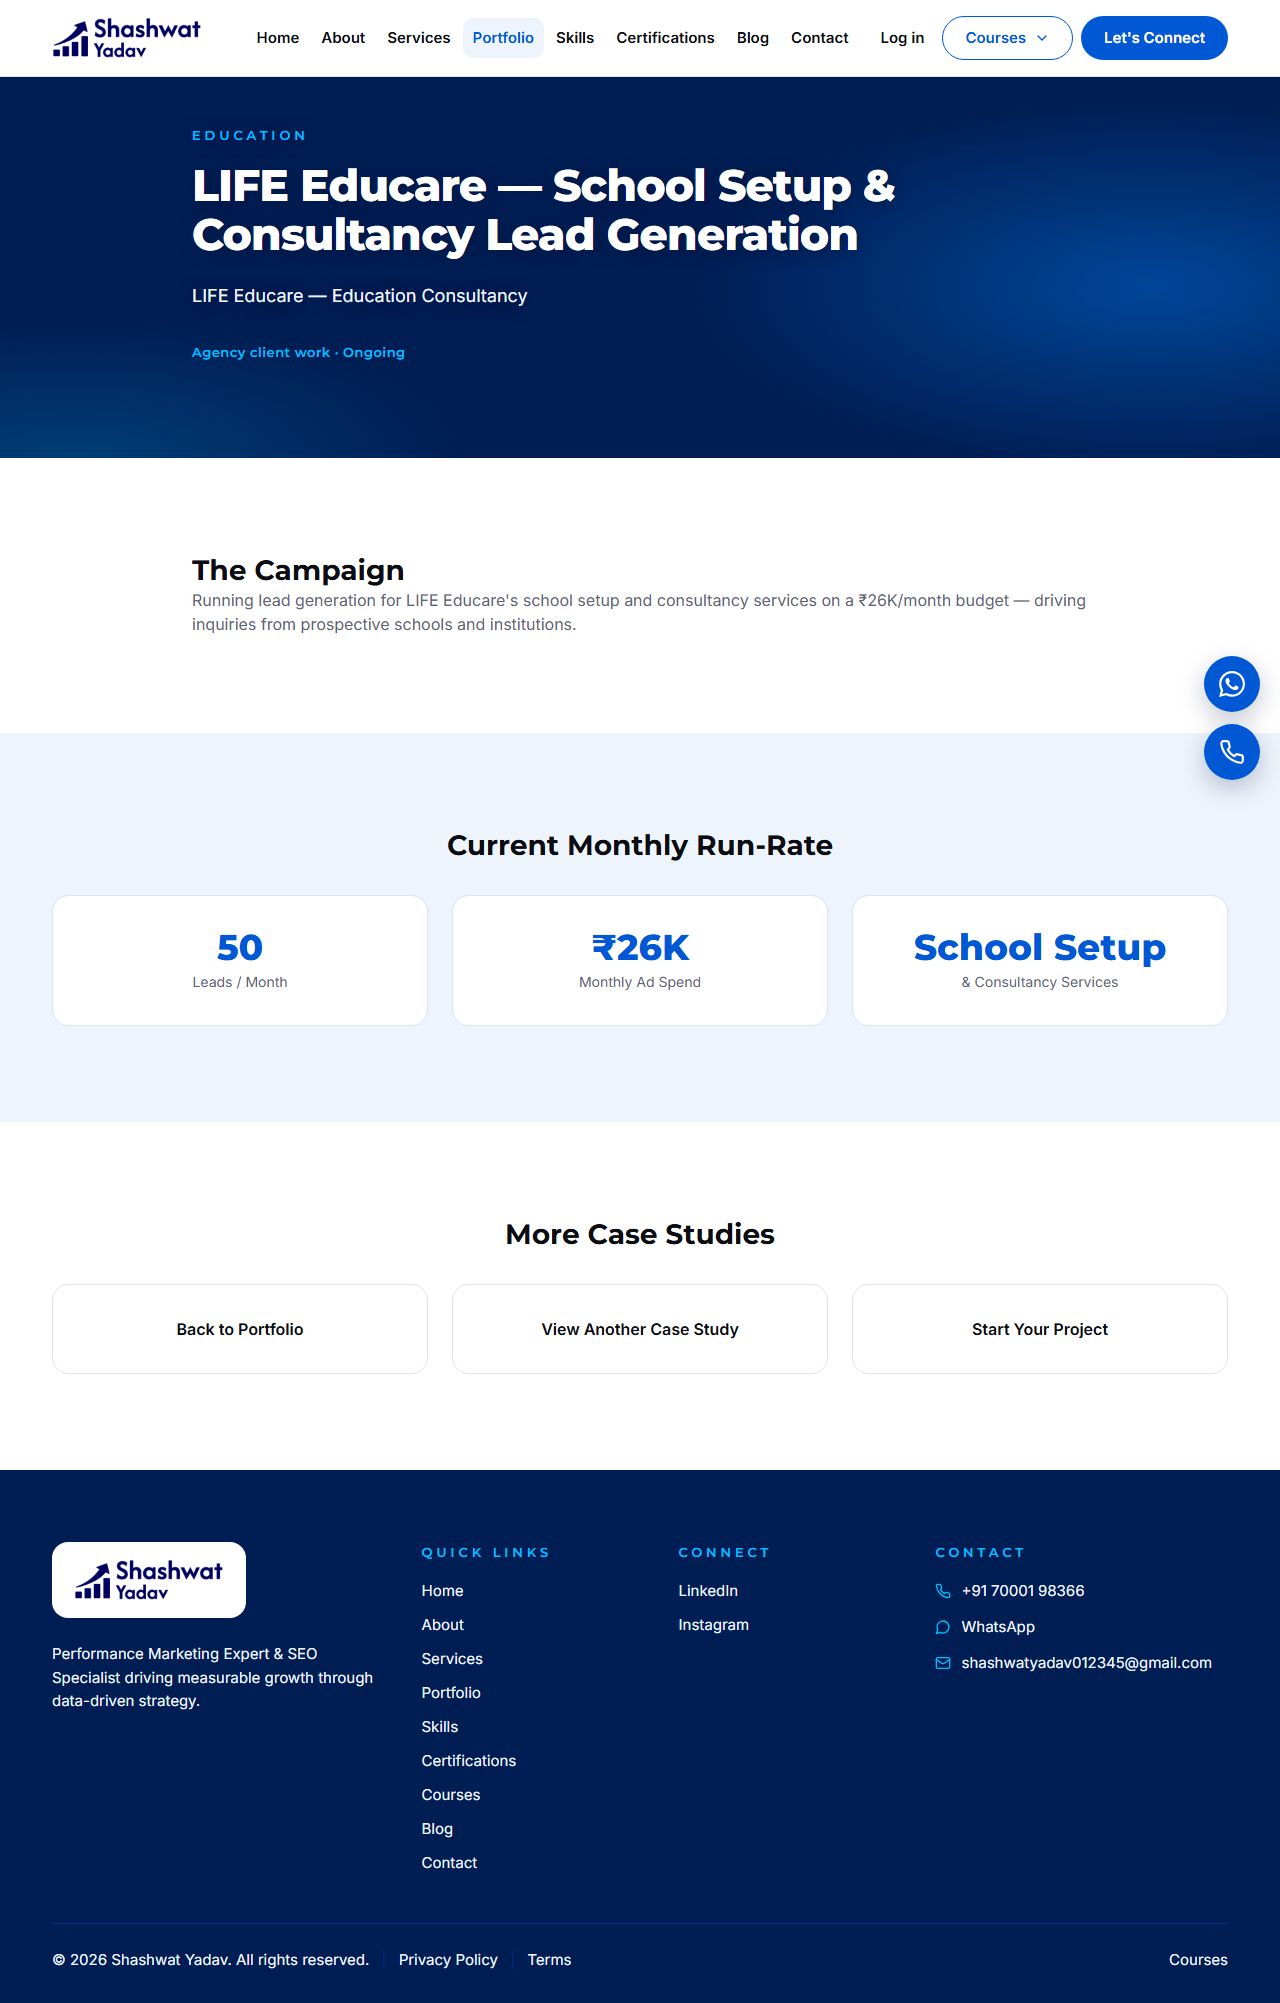 Shashwat
Yadav
Home
About
Services
Portfolio
Skills
Certifications
Blog
Contact
Log in
Courses
Let's Connect
EDUCATION
LIFE Educare — School Setup &
Consultancy Lead Generation
LIFE Educare — Education Consultancy
Agency client work · Ongoing
The Campaign
Running lead generation for LIFE Educare's school setup and consultancy services on a ₹26K/month budget — driving
inquiries from prospective schools and institutions.
Current Monthly Run-Rate
50
Leads / Month
₹26K
Monthly Ad Spend
School Setup
& Consultancy Services
More Case Studies
Back to Portfolio
View Another Case Study
Start Your Project
Shashwat
Yadav
Performance Marketing Expert & SEO
Specialist driving measurable growth through
data-driven strategy.
QUICK LINKS
Home
About
Services
Portfolio
Skills
Certifications
Courses
Blog
Contact
CONNECT
LinkedIn
Instagram
CONTACT
+91 70001 98366
WhatsApp
shashwatyadav012345@gmail.com
© 2026 Shashwat Yadav. All rights reserved.
Privacy Policy
Terms
Courses